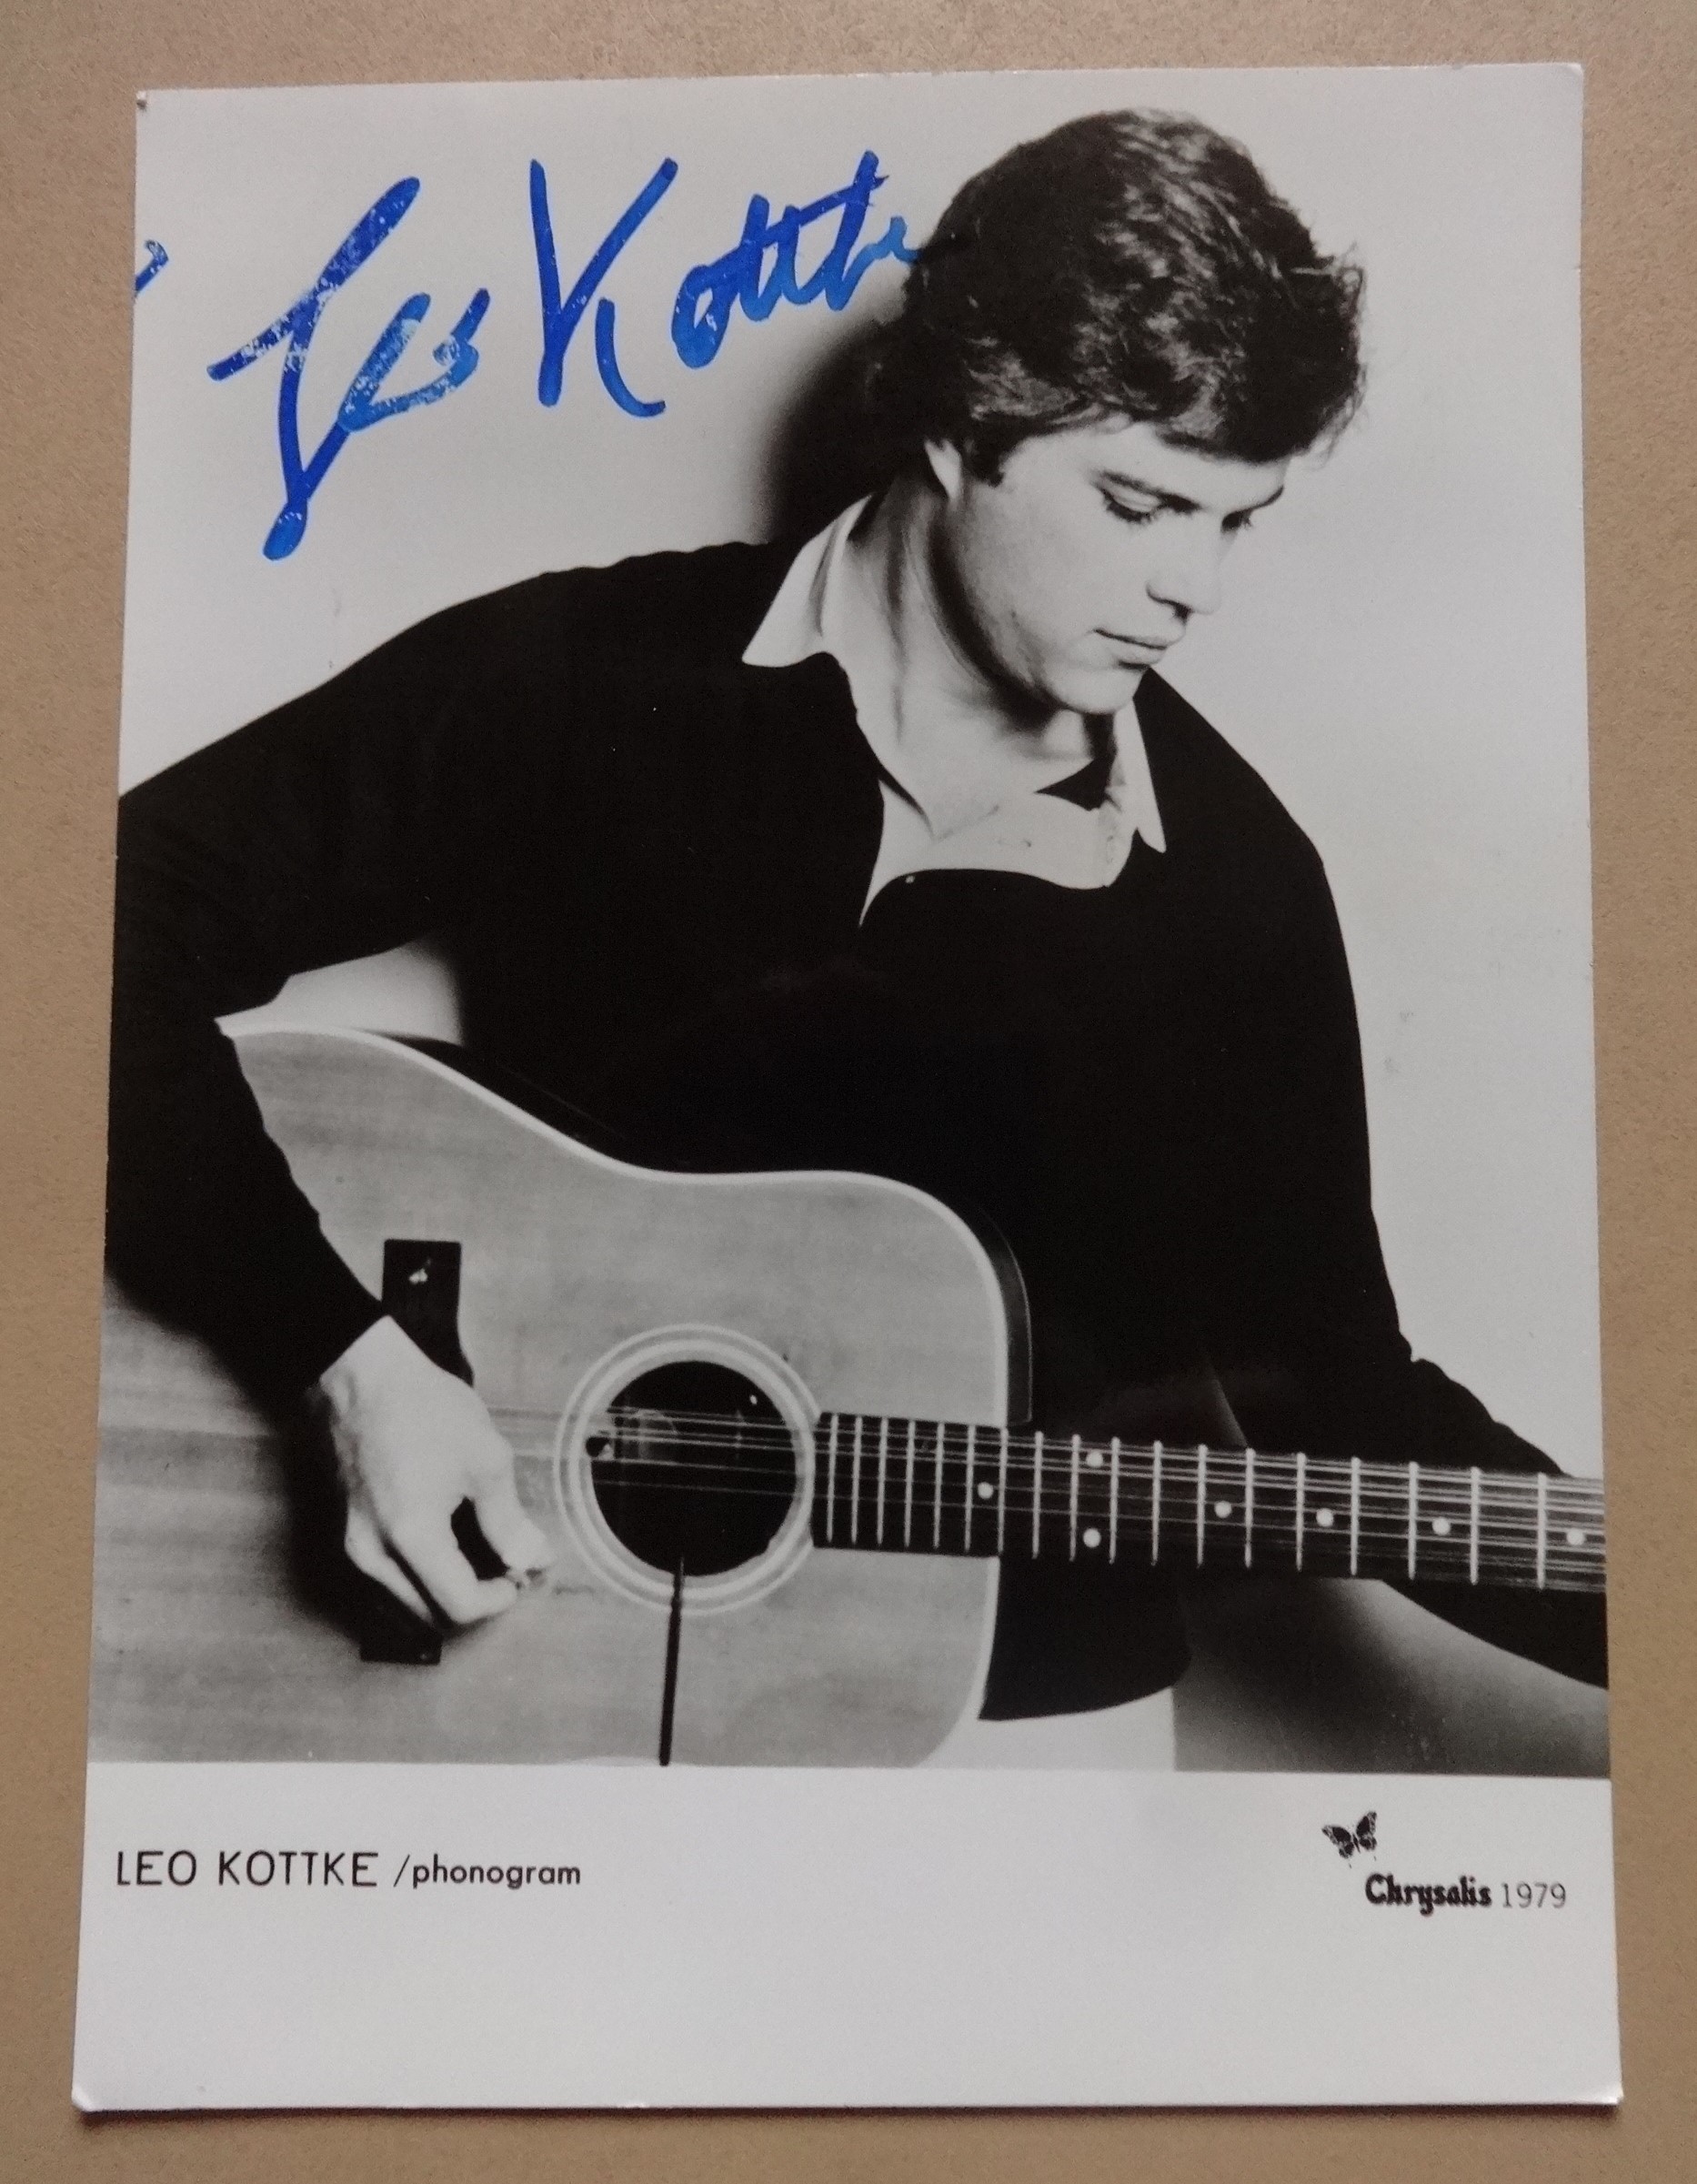 Leo Kottke
LEO KOTTKE /phonogram
Chrysalis 1979